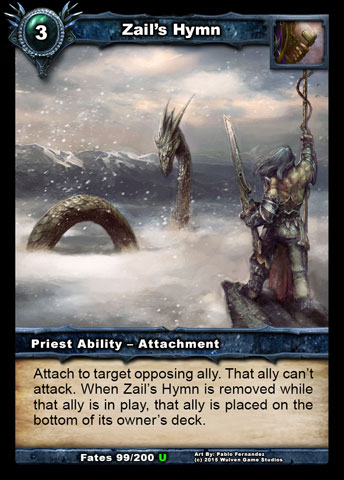 3
Zail's Hymn
Priest Ability – Attachment
Attach to target opposing ally. That ally can't
attack. When Zail's Hymn is removed while
that ally is in play, that ally is placed on the
bottom of its owner's deck.
Fates 99/200 U
Art By: Pablo Fernandez
(c) 2015 Wulven Game Studios